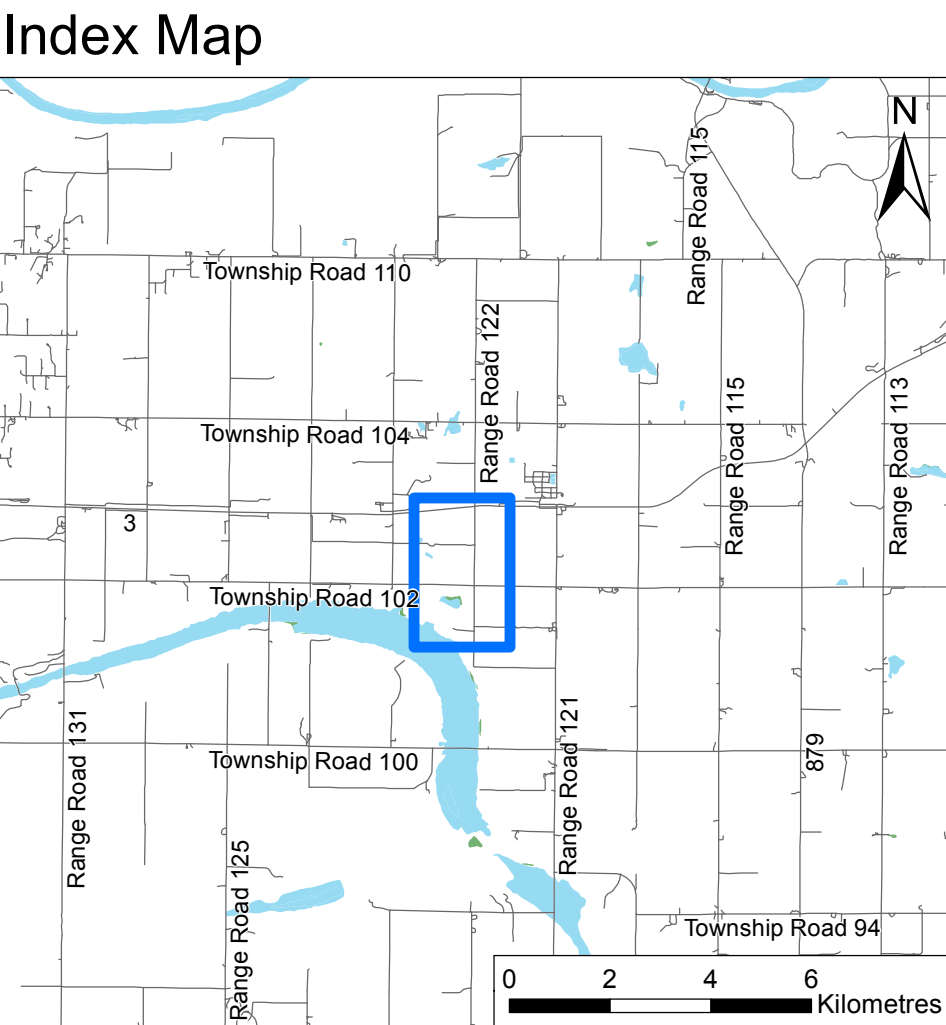 Index Map
N
Range Road 115
Township Road 110
Range Road 122
Township Road 104
Range Road 115
Range Road 113
3
Township Road 102
Range Road 131
Range Road 121
879
Township Road 100
Range Road 125
Township Road 94
0 2 4 6
Kilometres